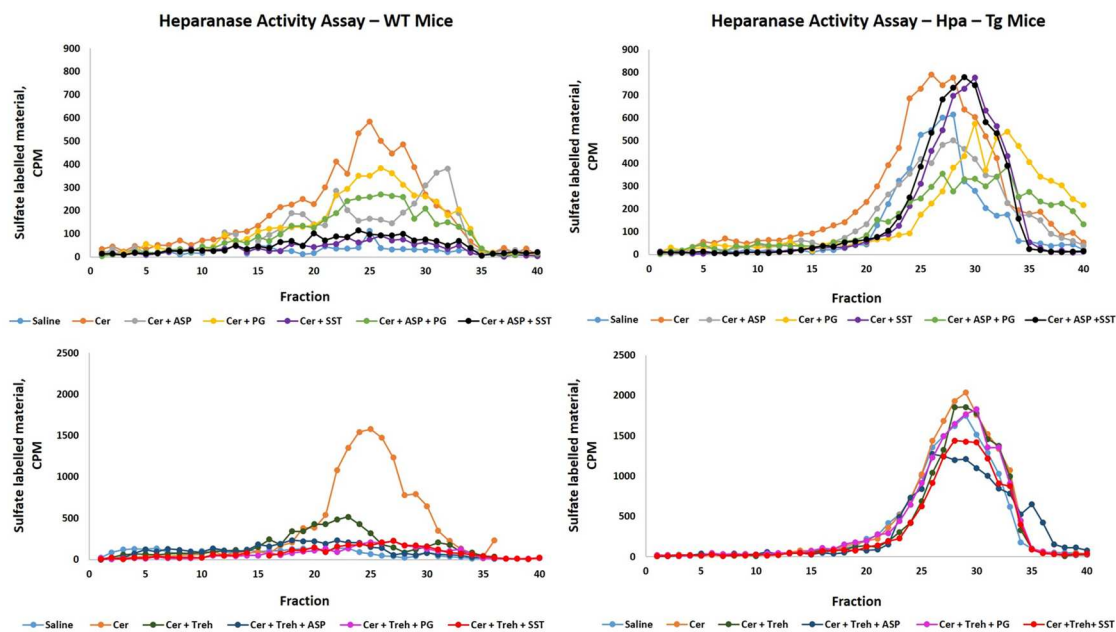 Heparanase Activity Assay – WT Mice
900
800
700
600
500
400
300
200
100
0
Sulfate labelled material,
CPM
0 5 10 15 20 25 30 35 40
Fraction
Saline Cer Cer + ASP Cer + PG Cer + SST Cer + ASP + PG Cer + ASP + SST
Heparanase Activity Assay – Hpa – Tg Mice
900
800
700
600
500
400
300
200
100
0
Sulfate labelled material,
CPM
0 5 10 15 20 25 30 35 40
Fraction
Saline Cer Cer + ASP Cer + PG Cer + SST Cer + ASP + PG Cer + ASP +SST
2500
2000
1500
1000
500
0
Sulfate labelled material,
CPM
0 5 10 15 20 25 30 35 40
Fraction
Saline Cer Cer + Treh Cer + Treh + ASP Cer + Treh + PG Cer + Treh + SST
2500
2000
1500
1000
500
0
Sulfate labelled material,
CPM
0 5 10 15 20 25 30 35 40
Fraction
Saline Cer Cer + Treh Cer + Treh + ASP Cer + Treh + PG Cer +Treh+ SST